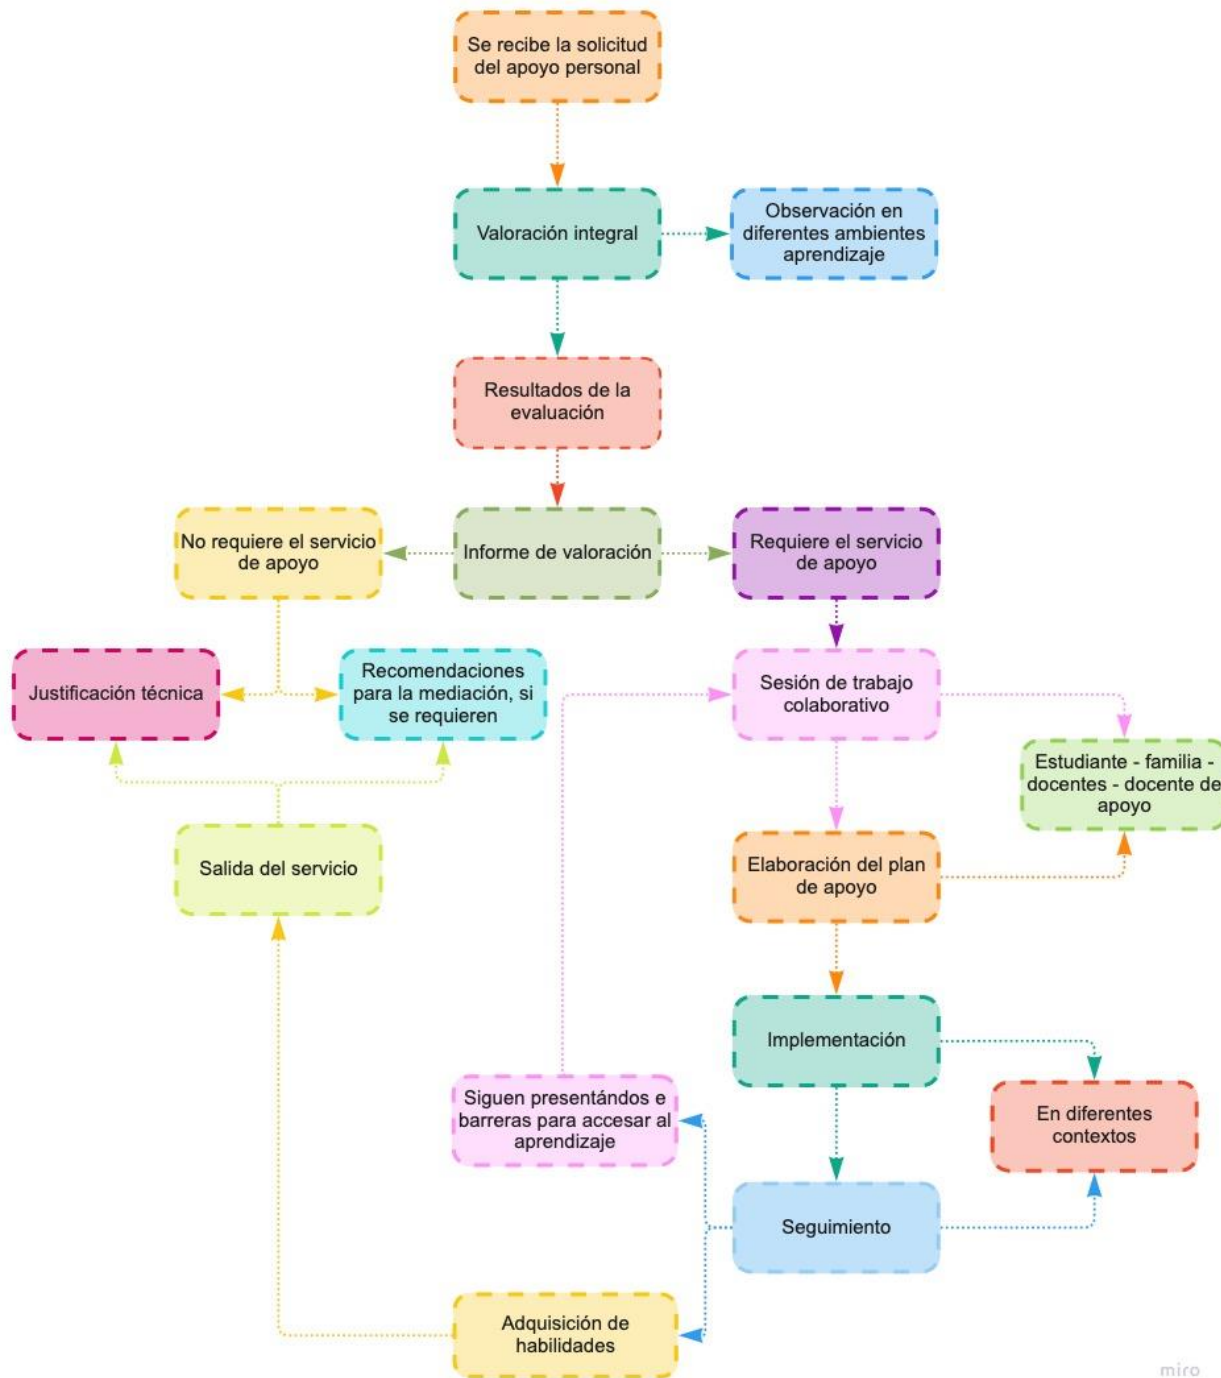 Se recibe la solicitud
del apoyo personal
Valoración integral
Observación en
diferentes ambientes
aprendizaje
Resultados de la
evaluación
No requiere el servicio
de apoyo
Informe de valoración
Requiere el servicio
de apoyo
Justificación técnica
Recomendaciones
para la mediación, si
se requieren
Sesión de trabajo
colaborativo
Estudiante - familia -
docentes - docente de
apoyo
Salida del servicio
Elaboración del plan
de apoyo
Implementación
Siguen presentándos e
barreras para accesar al
aprendizaje
En diferentes
contextos
Seguimiento
Adquisición de
habilidades
miro